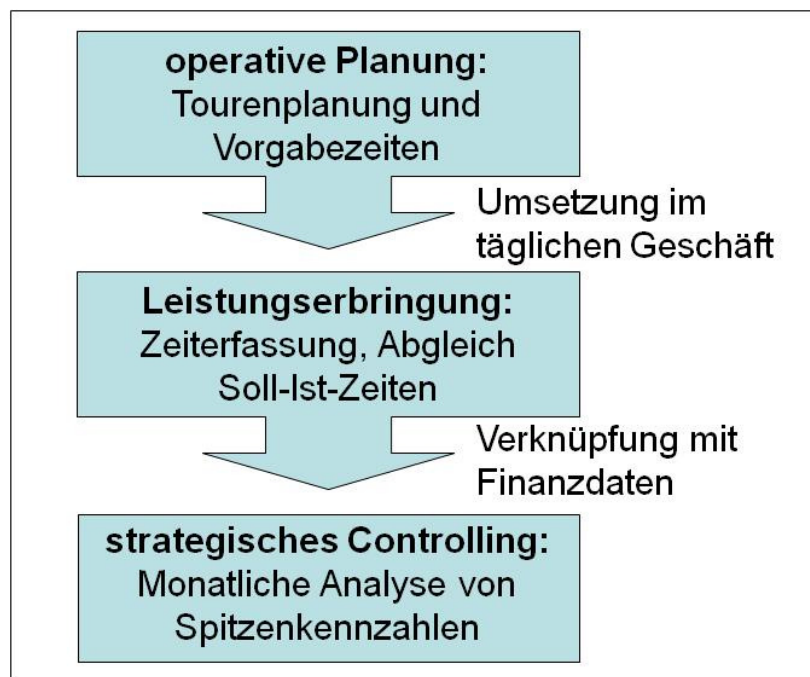 operative Planung:
Tourenplanung und
Vorgabezeiten
Umsetzung im
täglichen Geschäft
Leistungserbringung:
Zeiterfassung, Abgleich
Soll-Ist-Zeiten
Verknüpfung mit
Finanzdaten
strategisches Controlling:
Monatliche Analyse von
Spitzenkennzahlen